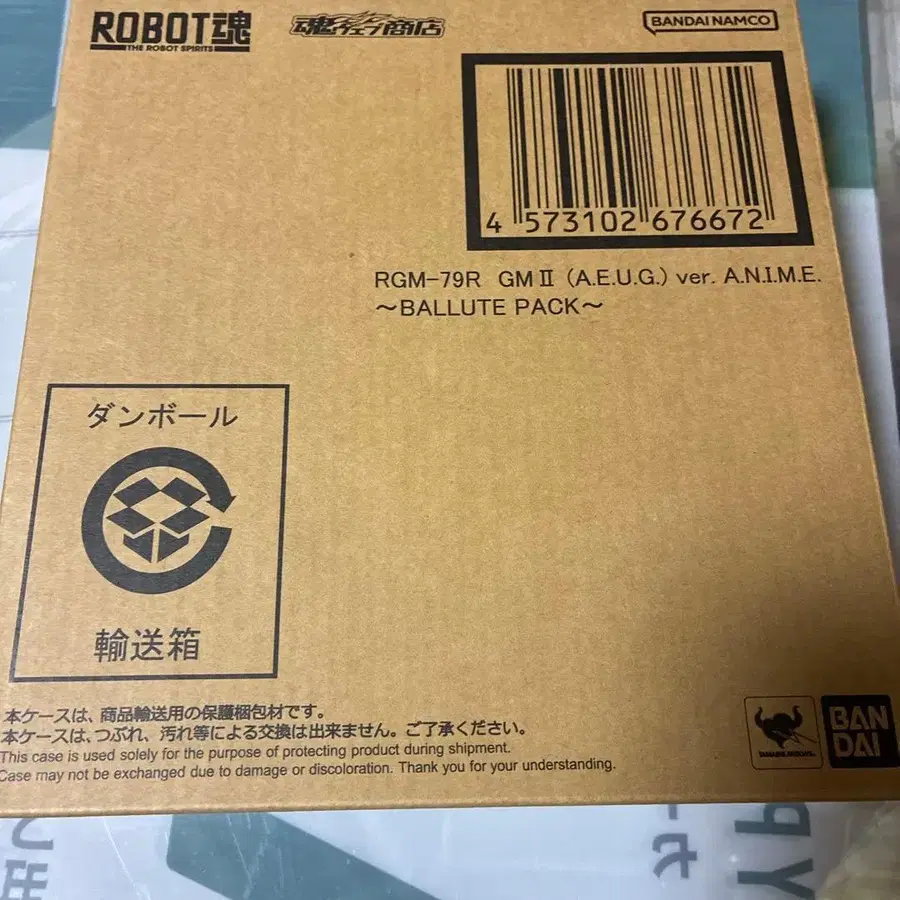 ROBOT魂
THE ROBOT SPIRITS
魂ウェブ商店
BANDAI NAMCO
4 573102 676672
RGM-79R GMⅡ (A.E.U.G.) ver. A.N.I.M.E.
～BALLUTE PACK～
ダンボール
輸送箱
本ケースは、商品輸送用の保護梱包材です。
本ケースは、つぶれ、汚れ等による交換は出来ません。ご了承ください。
This case is used solely for the purpose of protecting product during shipment.
Case may not be exchanged due to damage or discoloration. Thank you for your understanding.
TAMASHII NATIONS
BAN
DAI